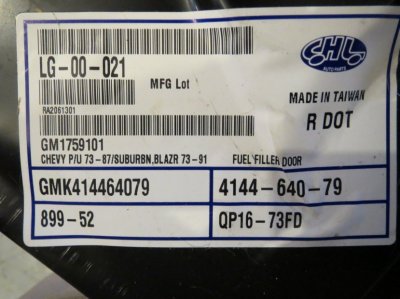 CHL
AUTO PARTS
LG-00-021
MFG Lot
RA2061301
MADE IN TAIWAN
R DOT
GM1759101
CHEVY P/U 73-87/SUBURBN,BLAZR 73-91 FUEL FILLER DOOR
GMK414464079 4144-640-79
899-52 QP16-73FD